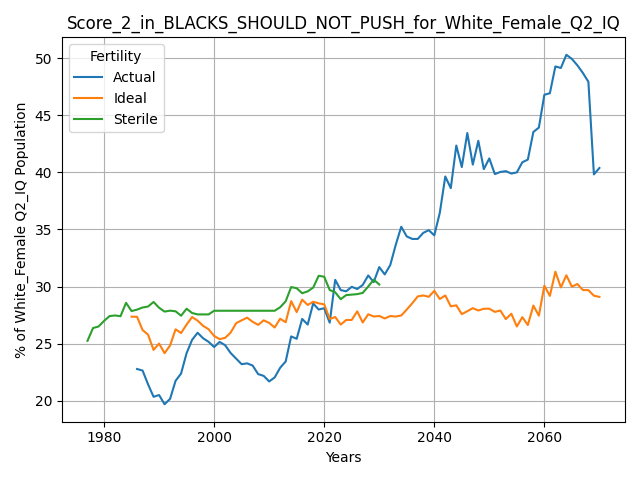 Score_2_in_BLACKS_SHOULD_NOT_PUSH_for_White_Female_Q2_IQ
Fertility
Actual
Ideal
Sterile
50
45
40
35
30
25
20
% of White_Female Q2_IQ Population
1980
2000
2020
2040
2060
Years